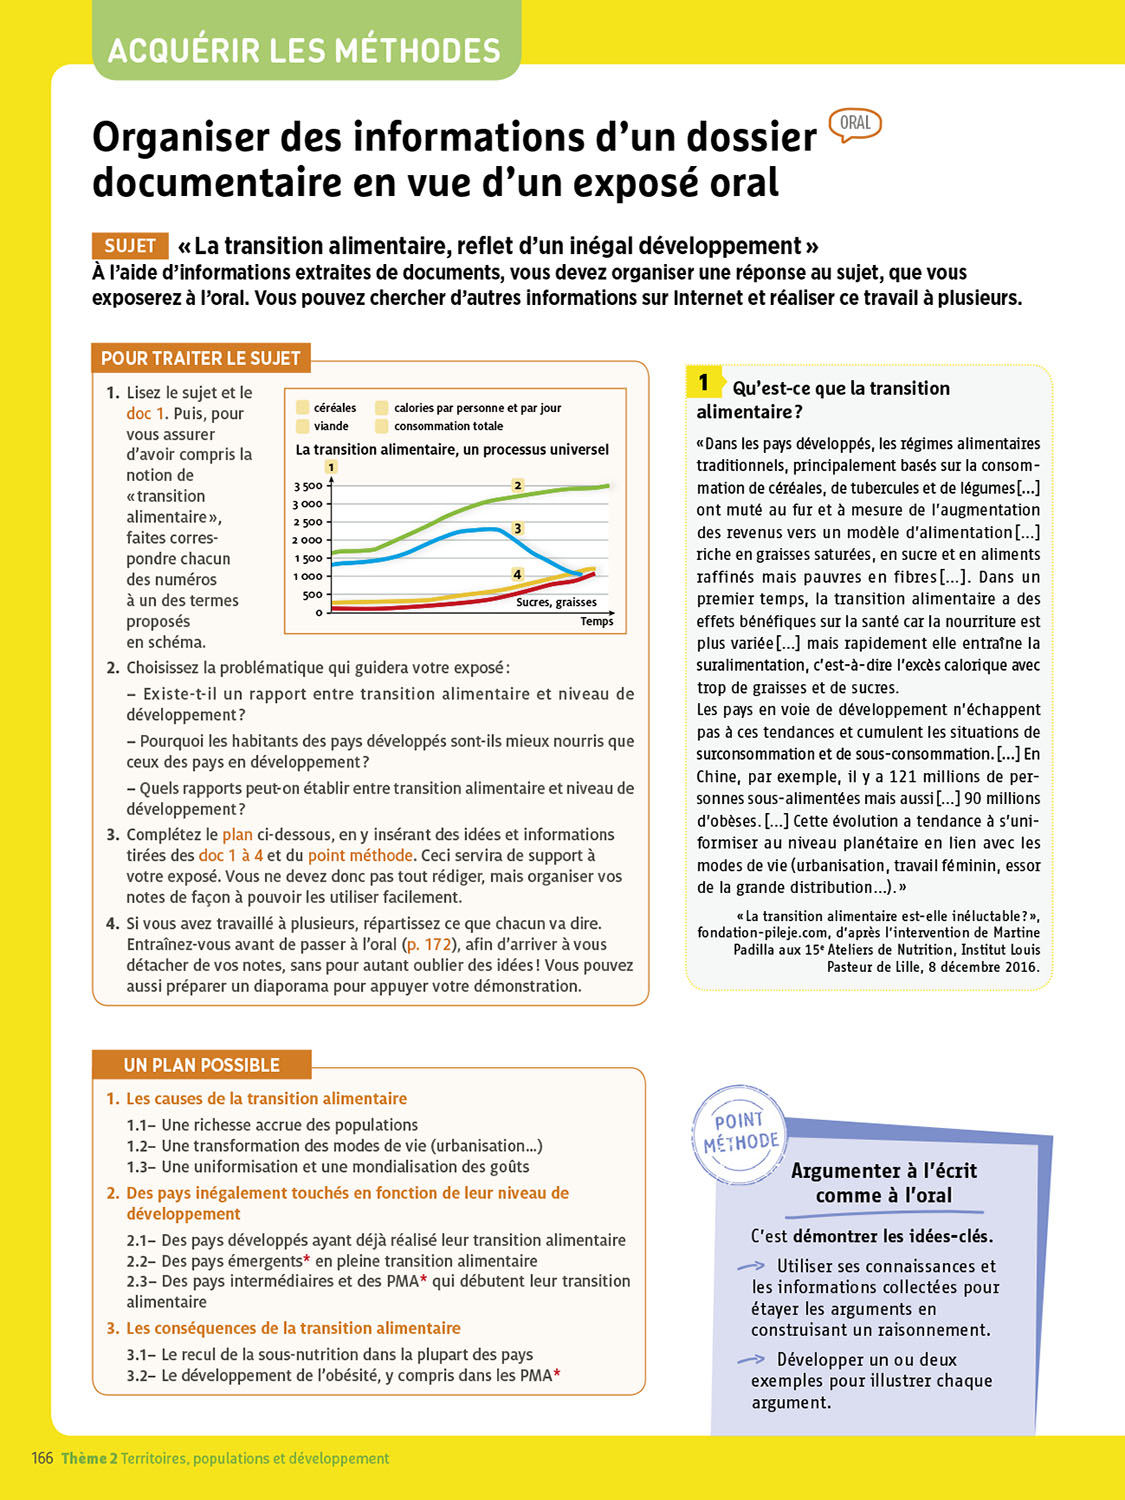 ACQUÉRIR LES MÉTHODES
Organiser des informations d’un dossier
documentaire en vue d’un exposé oral
ORAL
SUJET « La transition alimentaire, reflet d’un inégal développement »
À l’aide d’informations extraites de documents, vous devez organiser une réponse au sujet, que vous
exposerez à l’oral. Vous pouvez chercher d’autres informations sur Internet et réaliser ce travail à plusieurs.
POUR TRAITER LE SUJET
1. Lisez le sujet et le
doc 1. Puis, pour
vous assurer
d’avoir compris la
notion de
« transition
alimentaire »,
faites corres-
pondre chacun
des numéros
à un des termes
proposés
en schéma.
céréales
calories par personne et par jour
viande
consommation totale
La transition alimentaire, un processus universel
1
3 500
3 000
2 500
2 000
1 500
1 000
500
0
2
3
4
Sucres, graisses
Temps
2. Choisissez la problématique qui guidera votre exposé :
– Existe-t-il un rapport entre transition alimentaire et niveau de
développement ?
– Pourquoi les habitants des pays développés sont-ils mieux nourris que
ceux des pays en développement ?
– Quels rapports peut-on établir entre transition alimentaire et niveau de
développement ?
3. Complétez le plan ci-dessous, en y insérant des idées et informations
tirées des doc 1 à 4 et du point méthode. Ceci servira de support à
votre exposé. Vous ne devez donc pas tout rédiger, mais organiser vos
notes de façon à pouvoir les utiliser facilement.
4. Si vous avez travaillé à plusieurs, répartissez ce que chacun va dire.
Entraînez-vous avant de passer à l’oral (p. 172), afin d’arriver à vous
détacher de vos notes, sans pour autant oublier des idées ! Vous pouvez
aussi préparer un diaporama pour appuyer votre démonstration.
1 Qu’est-ce que la transition
alimentaire ?
« Dans les pays développés, les régimes alimentaires
traditionnels, principalement basés sur la consom-
mation de céréales, de tubercules et de légumes […]
ont muté au fur et à mesure de l’augmentation
des revenus vers un modèle d’alimentation […]
riche en graisses saturées, en sucre et en aliments
raffinés mais pauvres en fibres […]. Dans un
premier temps, la transition alimentaire a des
effets bénéfiques sur la santé car la nourriture est
plus variée […] mais rapidement elle entraîne la
suralimentation, c’est-à-dire l’excès calorique avec
trop de graisses et de sucres.
Les pays en voie de développement n’échappent
pas à ces tendances et cumulent les situations de
surconsommation et de sous-consommation. […] En
Chine, par exemple, il y a 121 millions de per-
sonnes sous-alimentées mais aussi […] 90 millions
d’obèses. […] Cette évolution a tendance à s’uni-
formiser au niveau planétaire en lien avec les
modes de vie (urbanisation, travail féminin, essor
de la grande distribution…). »
« La transition alimentaire est-elle inéluctable ? »,
fondation-pileje.com, d’après l’intervention de Martine
Padilla aux 15e Ateliers de Nutrition, Institut Louis
Pasteur de Lille, 8 décembre 2016.
UN PLAN POSSIBLE
1. Les causes de la transition alimentaire
1.1– Une richesse accrue des populations
1.2– Une transformation des modes de vie (urbanisation…)
1.3– Une uniformisation et une mondialisation des goûts
2. Des pays inégalement touchés en fonction de leur niveau de
développement
2.1– Des pays développés ayant déjà réalisé leur transition alimentaire
2.2– Des pays émergents* en pleine transition alimentaire
2.3– Des pays intermédiaires et des PMA* qui débutent leur transition
alimentaire
3. Les conséquences de la transition alimentaire
3.1– Le recul de la sous-nutrition dans la plupart des pays
3.2– Le développement de l’obésité, y compris dans les PMA*
POINT
MÉTHODE
Argumenter à l’écrit
comme à l’oral
C’est démontrer les idées-clés.
Utiliser ses connaissances et
les informations collectées pour
étayer les arguments en
construisant un raisonnement.
Développer un ou deux
exemples pour illustrer chaque
argument.
166 Thème 2 Territoires, populations et développement